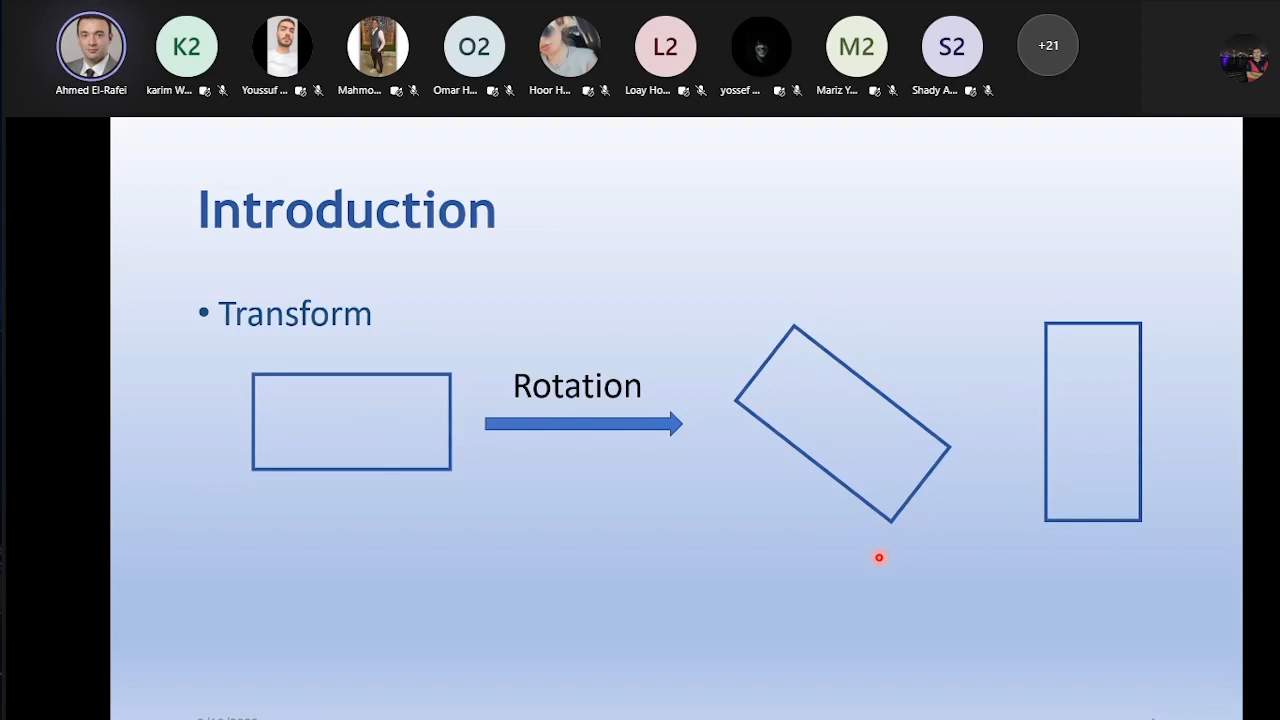 K2
O2
L2
M2
S2
+21
Ahmed El-Rafei
karim W...
Youssuf ...
Mahmo...
Omar H...
Hoor H...
Loay Ho...
yossef ...
Mariz Y...
Shady A...
Introduction
• Transform
Rotation